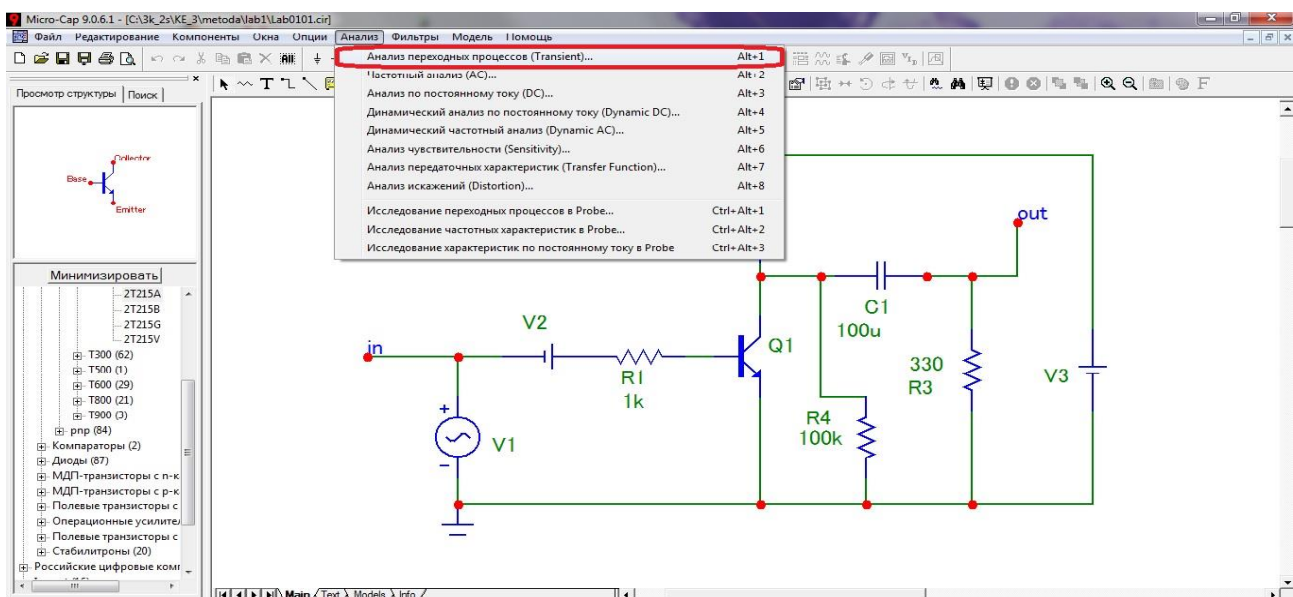 Micro-Cap 9.0.6.1 - [C:\3k_2s\KE_3\metoda\lab1\Lab0101.cir]
Файл Редактирование Компоненты Окна Опции Анализ Фильтры Модель Помощь
Анализ переходных процессов (Transient)... Alt+1
Частотный анализ (AC)... Alt+2
Анализ по постоянному току (DC)... Alt+3
Динамический анализ по постоянному току (Dynamic DC)... Alt+4
Динамический частотный анализ (Dynamic AC)... Alt+5
Анализ чувствительности (Sensitivity)... Alt+6
Анализ передаточных характеристик (Transfer Function)... Alt+7
Анализ искажений (Distortion)... Alt+8
Исследование переходных процессов в Probe... Ctrl+Alt+1
Исследование частотных характеристик в Probe... Ctrl+Alt+2
Исследование характеристик по постоянному току в Probe Ctrl+Alt+3
Просмотр структуры Поиск
Collector
Base
Emitter
Минимизировать
2T215A
2T215B
2T215G
2T215V
T300 (62)
T500 (1)
T600 (29)
T800 (21)
T900 (3)
pnp (84)
Компараторы (2)
Диоды (87)
МДП-транзисторы с n-к
МДП-транзисторы с p-к
Полевые транзисторы с
Операционные усилител
Полевые транзисторы с
Стабилитроны (20)
Российские цифровые комп
in
V2
R1
1k
V1
Q1
C1
100u
R4
100k
330
R3
out
V3
Main Text Models Info